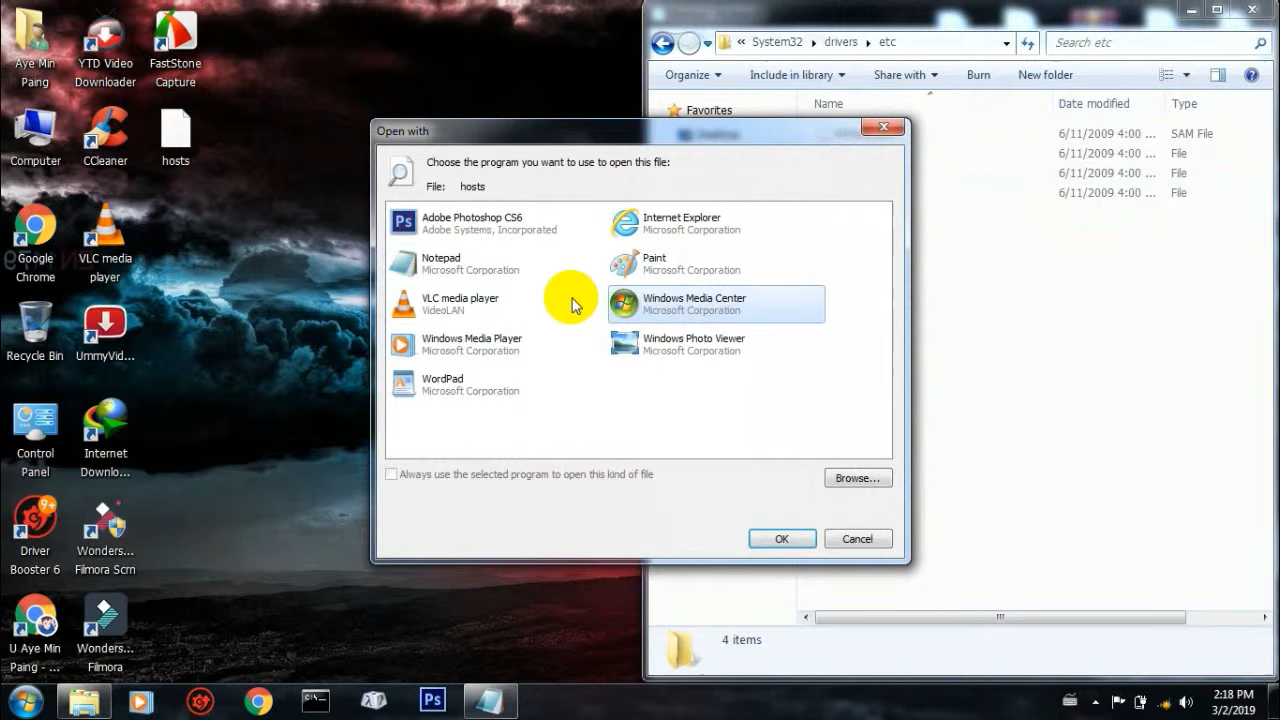 Aye Min
Paing
YTD Video
Downloader
FastStone
Capture
Computer
CCleaner
hosts
Google
Chrome
VLC media
player
Recycle Bin
UmmyVid...
Control
Panel
Internet
Downlo...
9+
Driver
Booster 6
Wonders...
Filmora Scrn
U Aye Min
Paing - ...
Wonders...
Filmora
« System32 drivers etc
Search etc
Organize Include in library Share with Burn New folder
Favorites
Name Date modified Type
6/11/2009 4:00 ... SAM File
6/11/2009 4:00 ... File
6/11/2009 4:00 ... File
6/11/2009 4:00 ... File
4 items
Open with
Choose the program you want to use to open this file:
File: hosts
Ps
Adobe Photoshop CS6
Adobe Systems, Incorporated
Internet Explorer
Microsoft Corporation
Notepad
Microsoft Corporation
Paint
Microsoft Corporation
VLC media player
VideoLAN
Windows Media Center
Microsoft Corporation
Windows Media Player
Microsoft Corporation
Windows Photo Viewer
Microsoft Corporation
WordPad
Microsoft Corporation
Always use the selected program to open this kind of file
Browse...
OK
Cancel
C:\
Ps
2:18 PM
3/2/2019